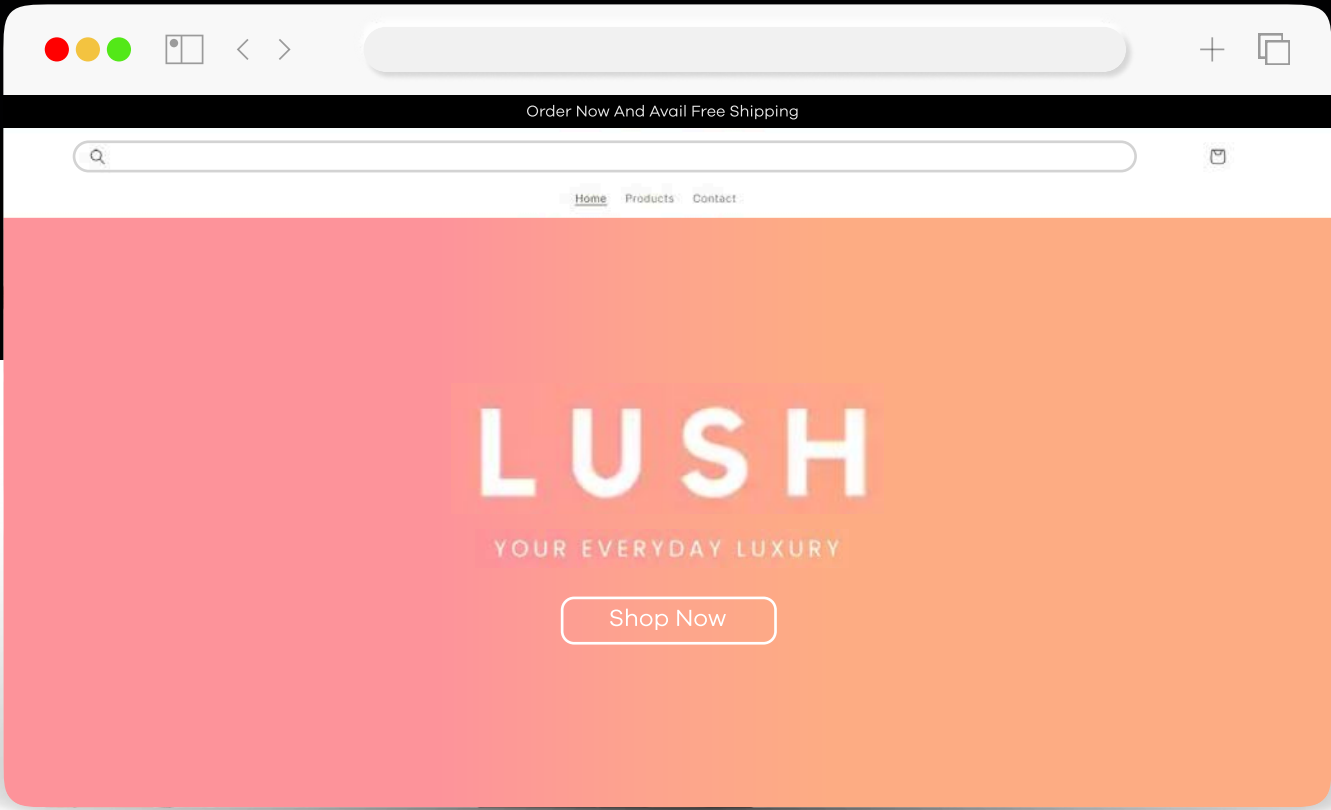 Order Now And Avail Free Shipping
Home Products Contact
LUSH
YOUR EVERYDAY LUXURY
Shop Now